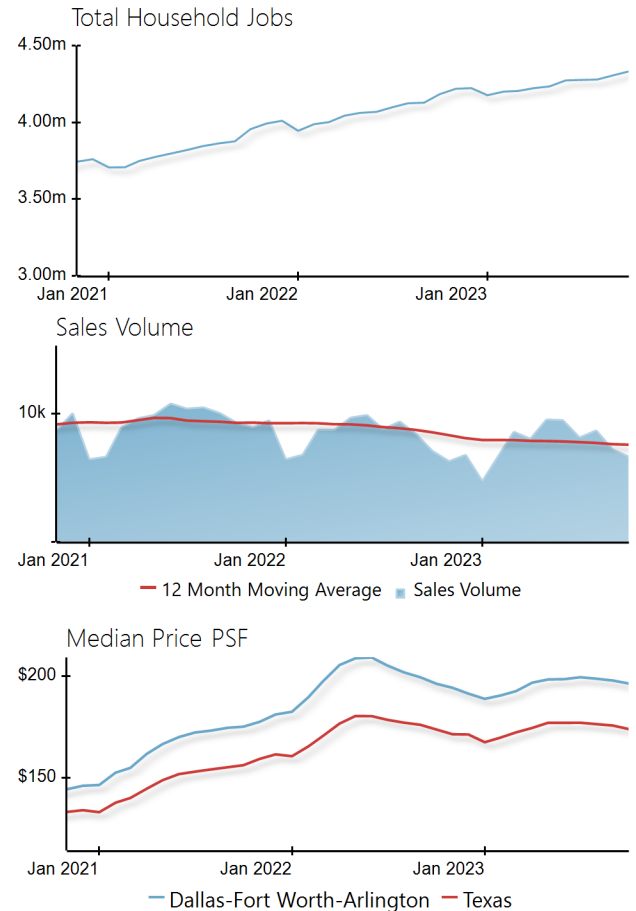 Total Household Jobs
4.50m
4.00m
3.50m
3.00m
Jan 2021 Jan 2022 Jan 2023
Sales Volume
10k
Jan 2021 Jan 2022 Jan 2023
12 Month Moving Average Sales Volume
Median Price PSF
$200
$150
Jan 2021 Jan 2022 Jan 2023
Dallas-Fort Worth-Arlington Texas